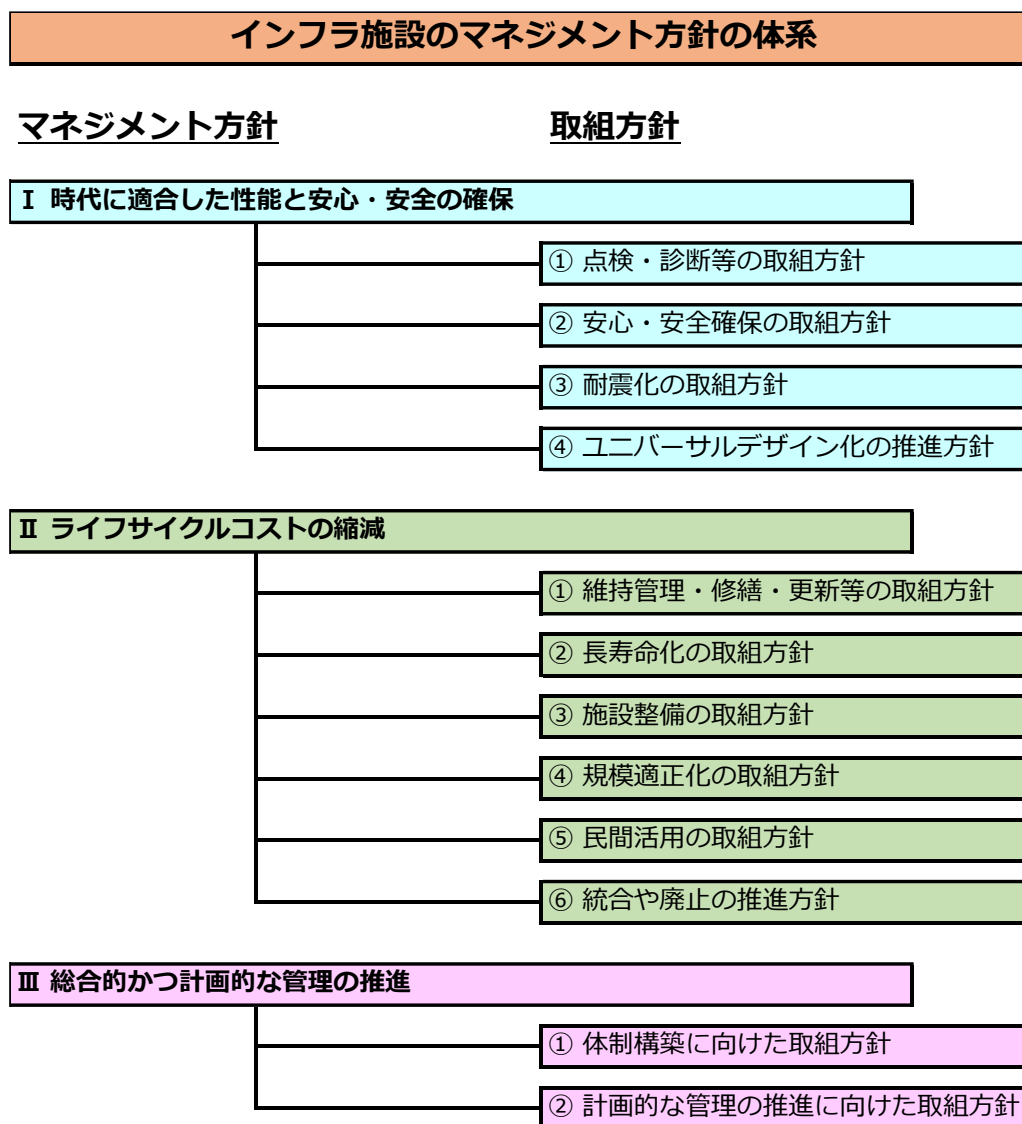 インフラ施設のマネジメント方針の体系
マネジメント方針
取組方針
Ⅰ 時代に適合した性能と安心・安全の確保
① 点検・診断等の取組方針
② 安心・安全確保の取組方針
③ 耐震化の取組方針
④ ユニバーサルデザイン化の推進方針
Ⅱ ライフサイクルコストの縮減
① 維持管理・修繕・更新等の取組方針
② 長寿命化の取組方針
③ 施設整備の取組方針
④ 規模適正化の取組方針
⑤ 民間活用の取組方針
⑥ 統合や廃止の推進方針
Ⅲ 総合的かつ計画的な管理の推進
① 体制構築に向けた取組方針
② 計画的な管理の推進に向けた取組方針